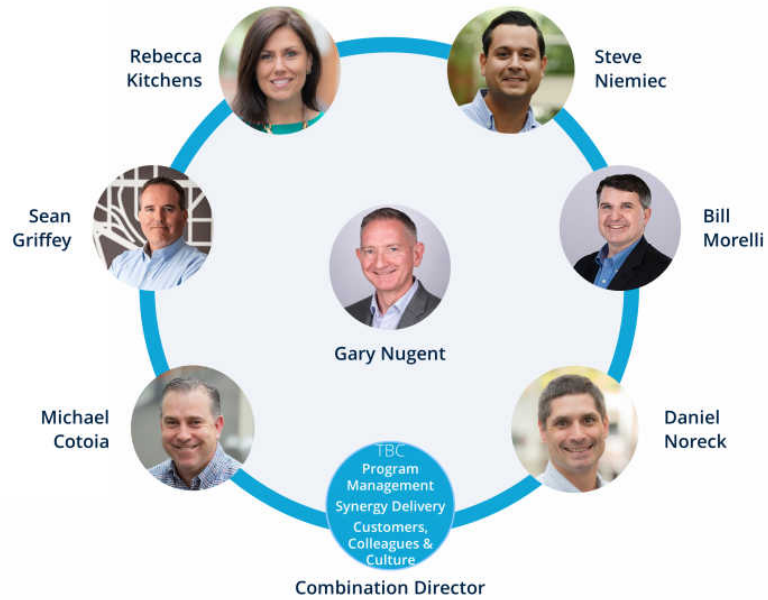 Rebecca
Kitchens
Steve
Niemiec
Sean
Griffey
Bill
Morelli
Gary Nugent
Michael
Cotoia
Daniel
Noreck
TBC
Program
Management
Synergy Delivery
Customers,
Colleagues &
Culture
Combination Director